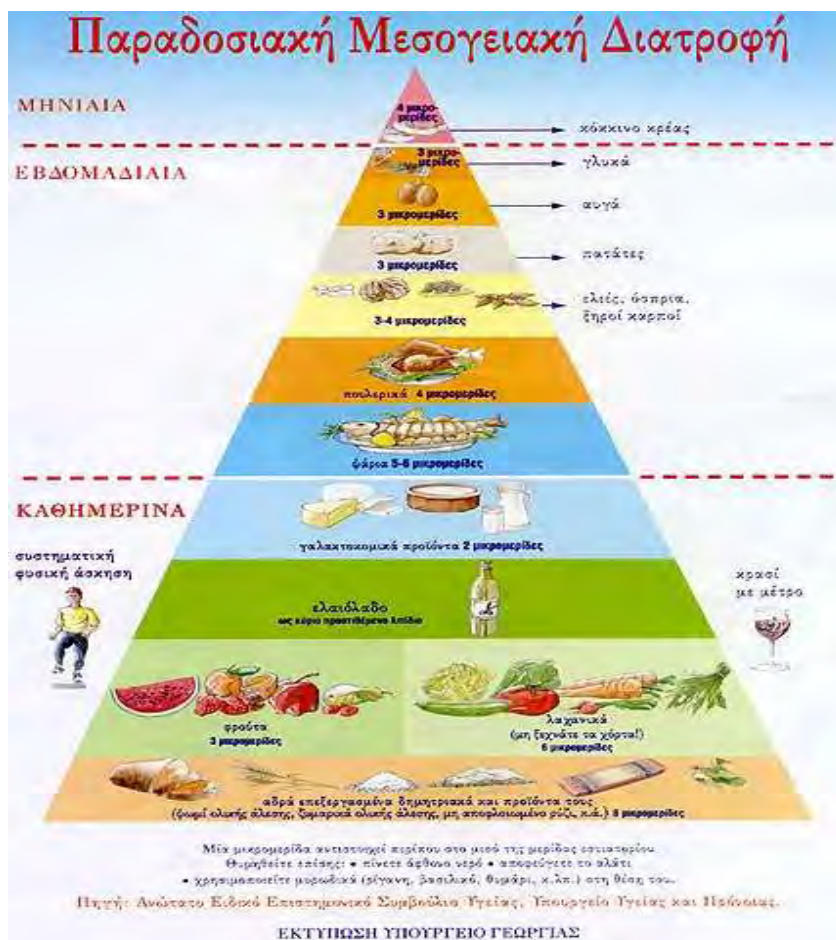 Παραδοσιακή Μεσογειακή Διατροφή
ΜΗΝΙΑΙΑ
4 μικρο-
μερίδες
κόκκινο κρέας
ΕΒΔΟΜΑΔΙΑΙΑ
3 μικρο-
μερίδες
γλυκά
3 μικρομερίδες
αυγά
3 μικρομερίδες
πατάτες
3-4 μικρομερίδες
ελιές, όσπρια,
ξηροί καρποί
πουλερικά 4 μικρομερίδες
ψάρια 5-6 μικρομερίδες
ΚΑΘΗΜΕΡΙΝΑ
γαλακτοκομικά προϊόντα 2 μικρομερίδες
συστηματική
φυσική άσκηση
κρασί
με μέτρο
ελαιόλαδο
ως κύριο προστιθέμενο λιπίδιο
φρούτα
3 μικρομερίδες
λαχανικά
(μη ξεχνάτε τα χόρτα!)
6 μικρομερίδες
αδρά επεξεργασμένα δημητριακά και προϊόντα τους
(ψωμί ολικής άλεσης, ζυμαρικά ολικής άλεσης, μη αποφλοιωμένο ρύζι, κ.ά.) 8 μικρομερίδες
Μία μικρομερίδα αντιστοιχεί περίπου στο μισό της μερίδας εστιατορίου
Θυμηθείτε επίσης: • πίνετε άφθονο νερό • αποφεύγετε το αλάτι
• χρησιμοποιείτε μυρωδικά (ρίγανη, βασιλικό, θυμάρι, κ.λπ.) στη θέση του.
Πηγή: Ανώτατο Ειδικό Επιστημονικό Συμβούλιο Υγείας, Υπουργείο Υγείας και Πρόνοιας.
ΕΚΤΥΠΩΣΗ ΥΠΟΥΡΓΕΙΟ ΓΕΩΡΓΙΑΣ